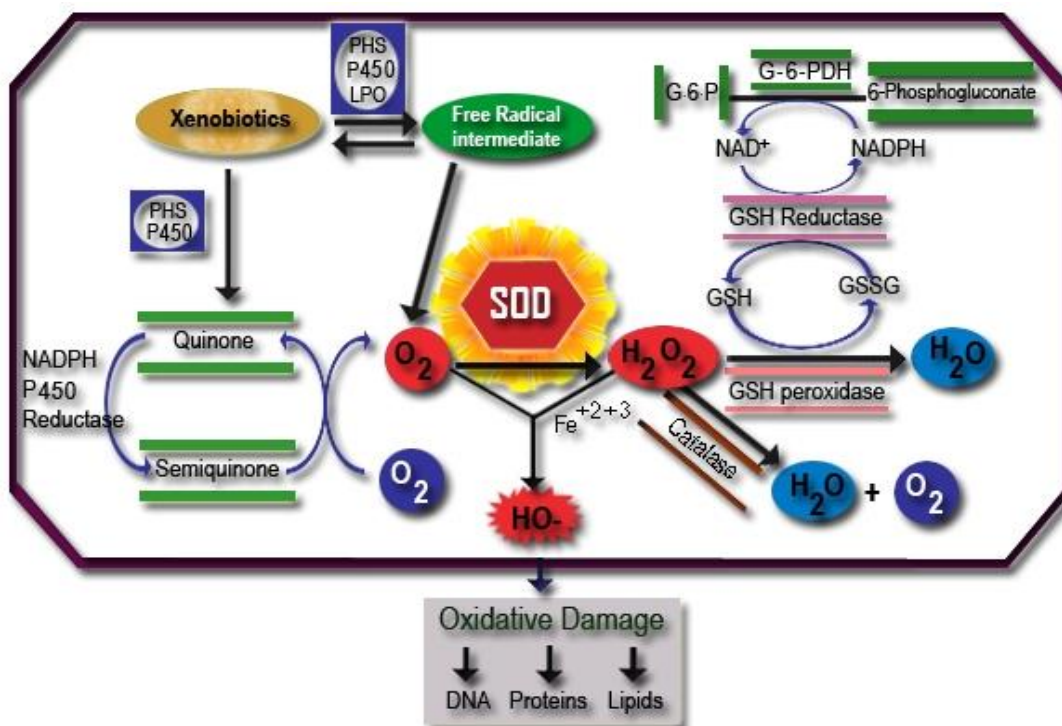 PHS
P450
LPO
Xenobiotics
Free Radical
intermediate
G-6-P
G-6-PDH
6-Phosphogluconate
NAD+
NADPH
GSH Reductase
GSH
GSSG
PHS
P450
SOD
Quinone
NADPH
P450
Reductase
Semiquinone
O2
O2
H2O2
H2O
GSH peroxidase
Fe+2+3
Catalase
H2O + O2
HO-
Oxidative Damage
DNA Proteins Lipids